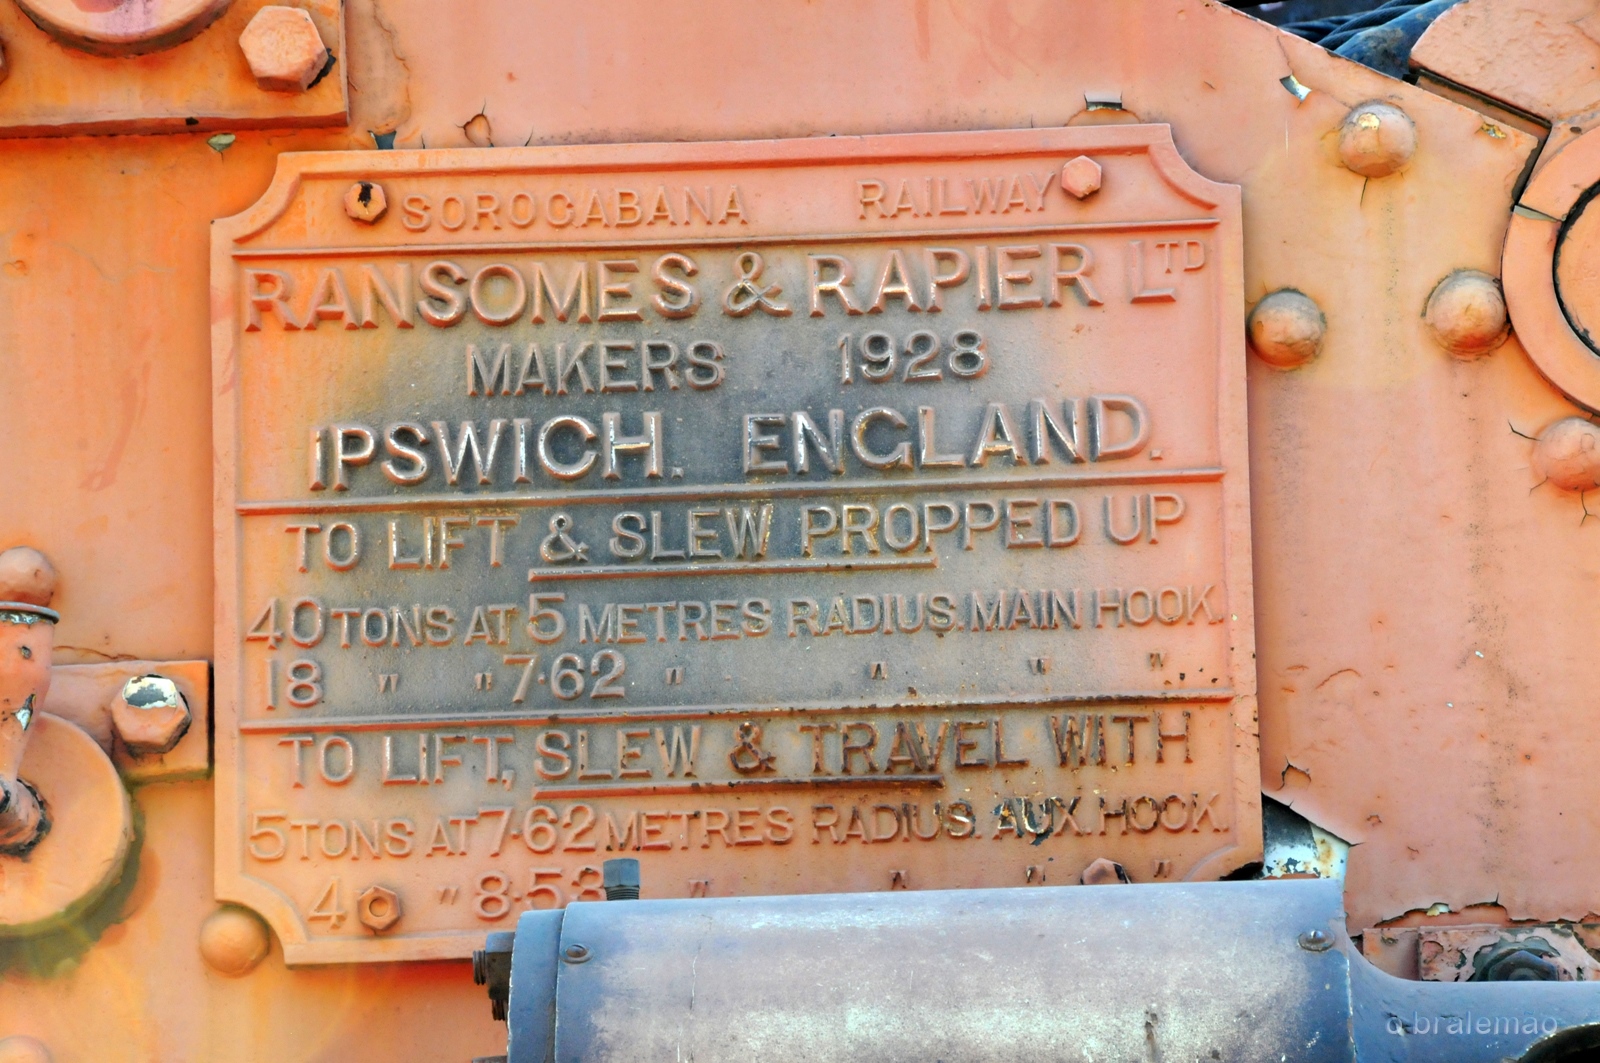 SOROCABANA RAILWAY
RANSOMES & RAPIER LTD
MAKERS 1928
IPSWICH. ENGLAND.
TO LIFT & SLEW PROPPED UP
40 TONS AT 5 METRES RADIUS. MAIN HOOK.
18 " " 7·62 " " " "
TO LIFT, SLEW & TRAVEL WITH
5 TONS AT 7·62 METRES RADIUS. AUX. HOOK.
4 " 8·53 " " " "
o bralemao